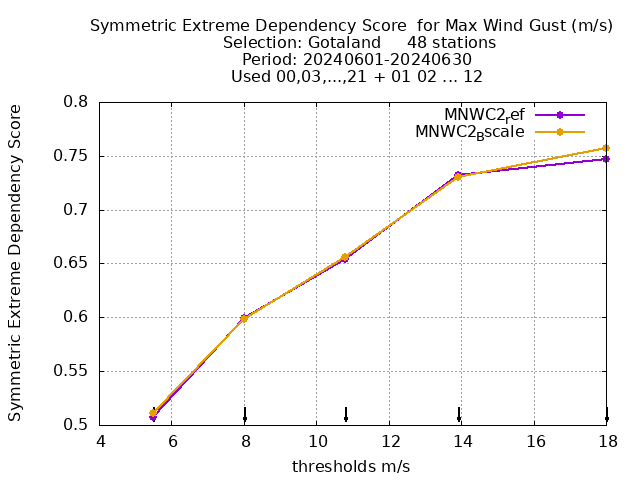 Symmetric Extreme Dependency Score  for Max Wind Gust (m/s)
Selection: Gotaland     48 stations
Period: 20240601-20240630
Used 00,03,...,21 + 01 02 ... 12
MNWC2ref
MNWC2Bscale
Symmetric Extreme Dependency Score
0.8
0.75
0.7
0.65
0.6
0.55
0.5
4 6 8 10 12 14 16 18
thresholds m/s